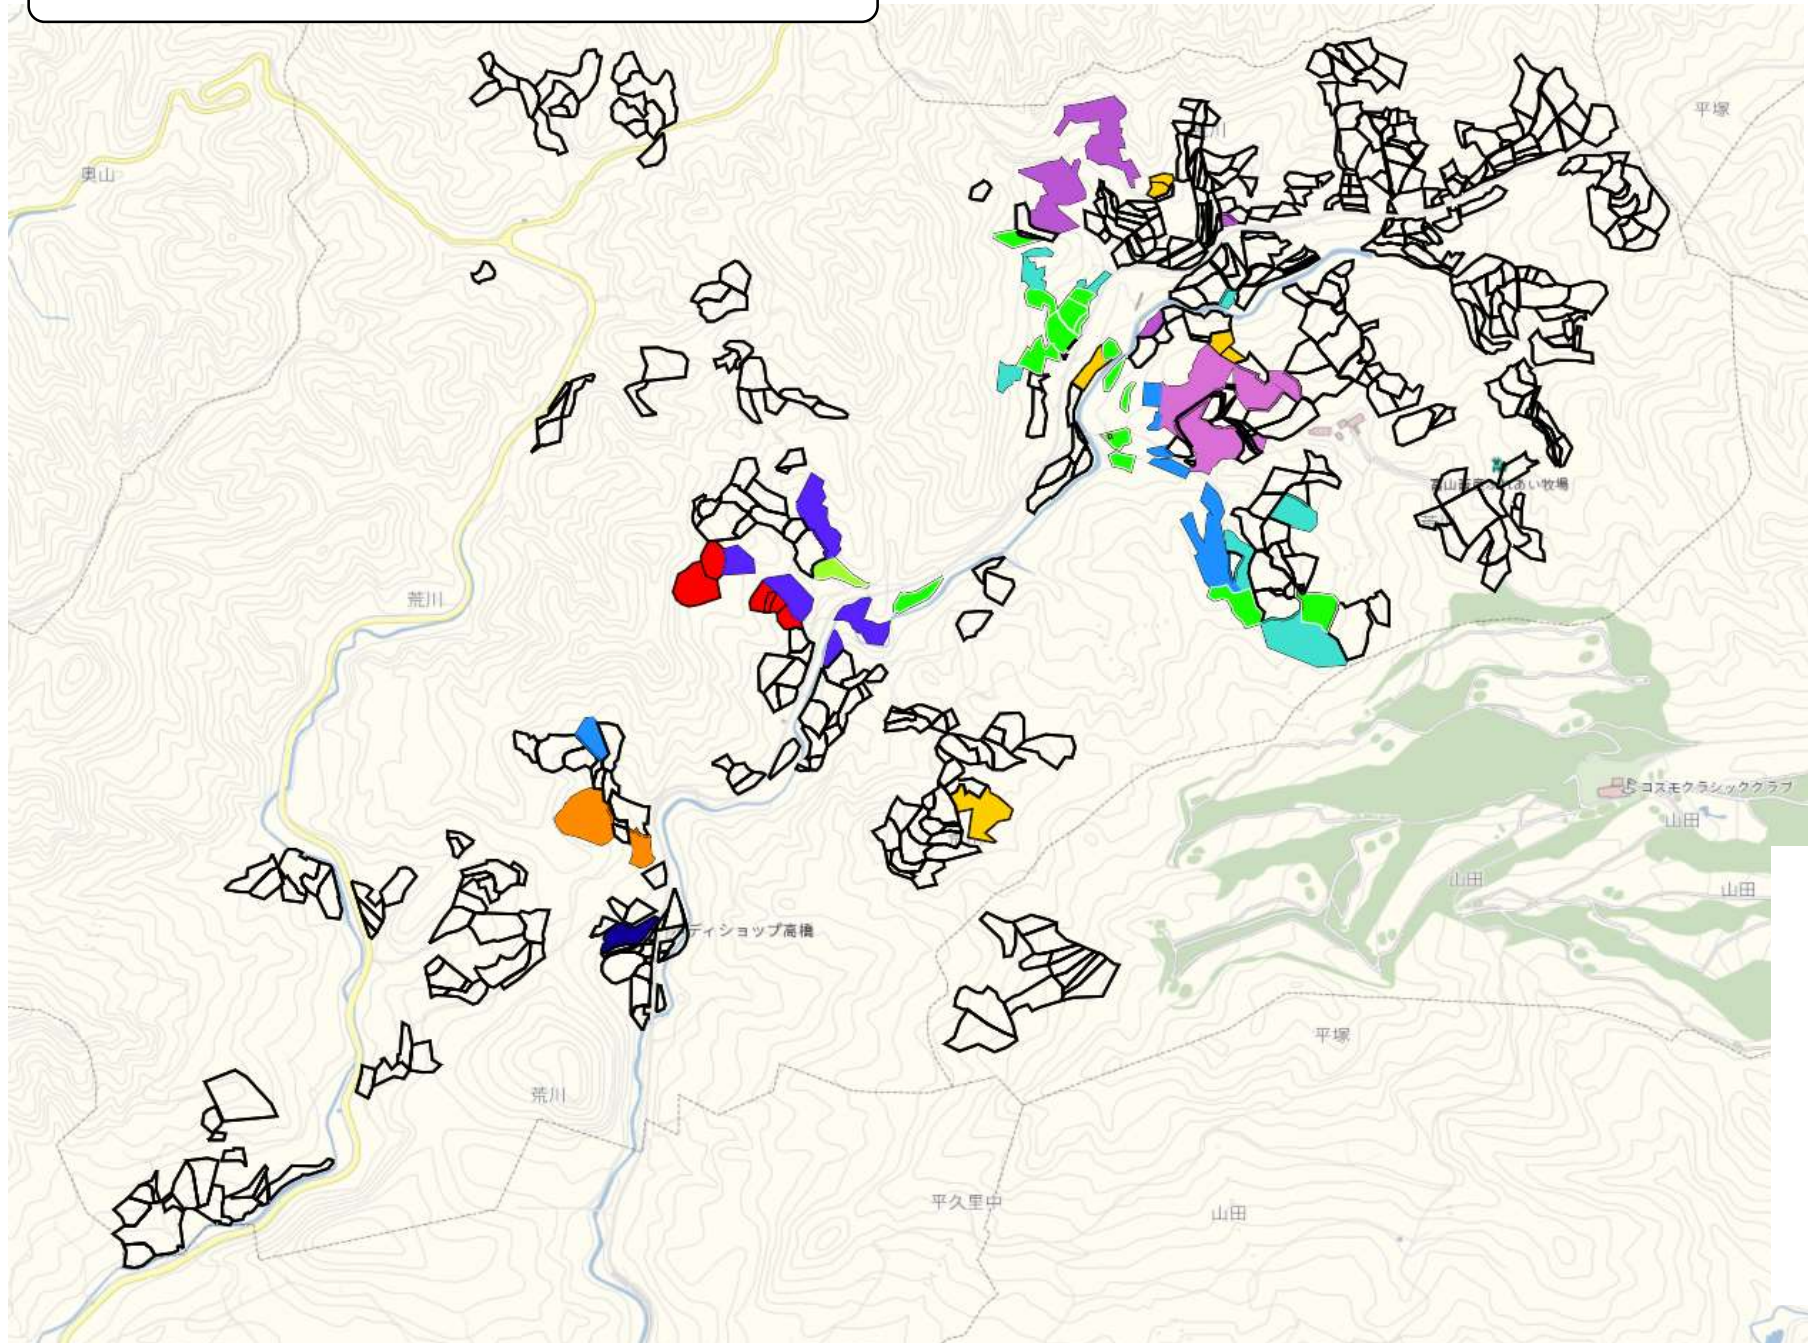 平塚
川
奥山
荒川
コスモクラシッククラブ
山田
山田
山田
ディショップ高橋
平塚
荒川
平久里中
山田